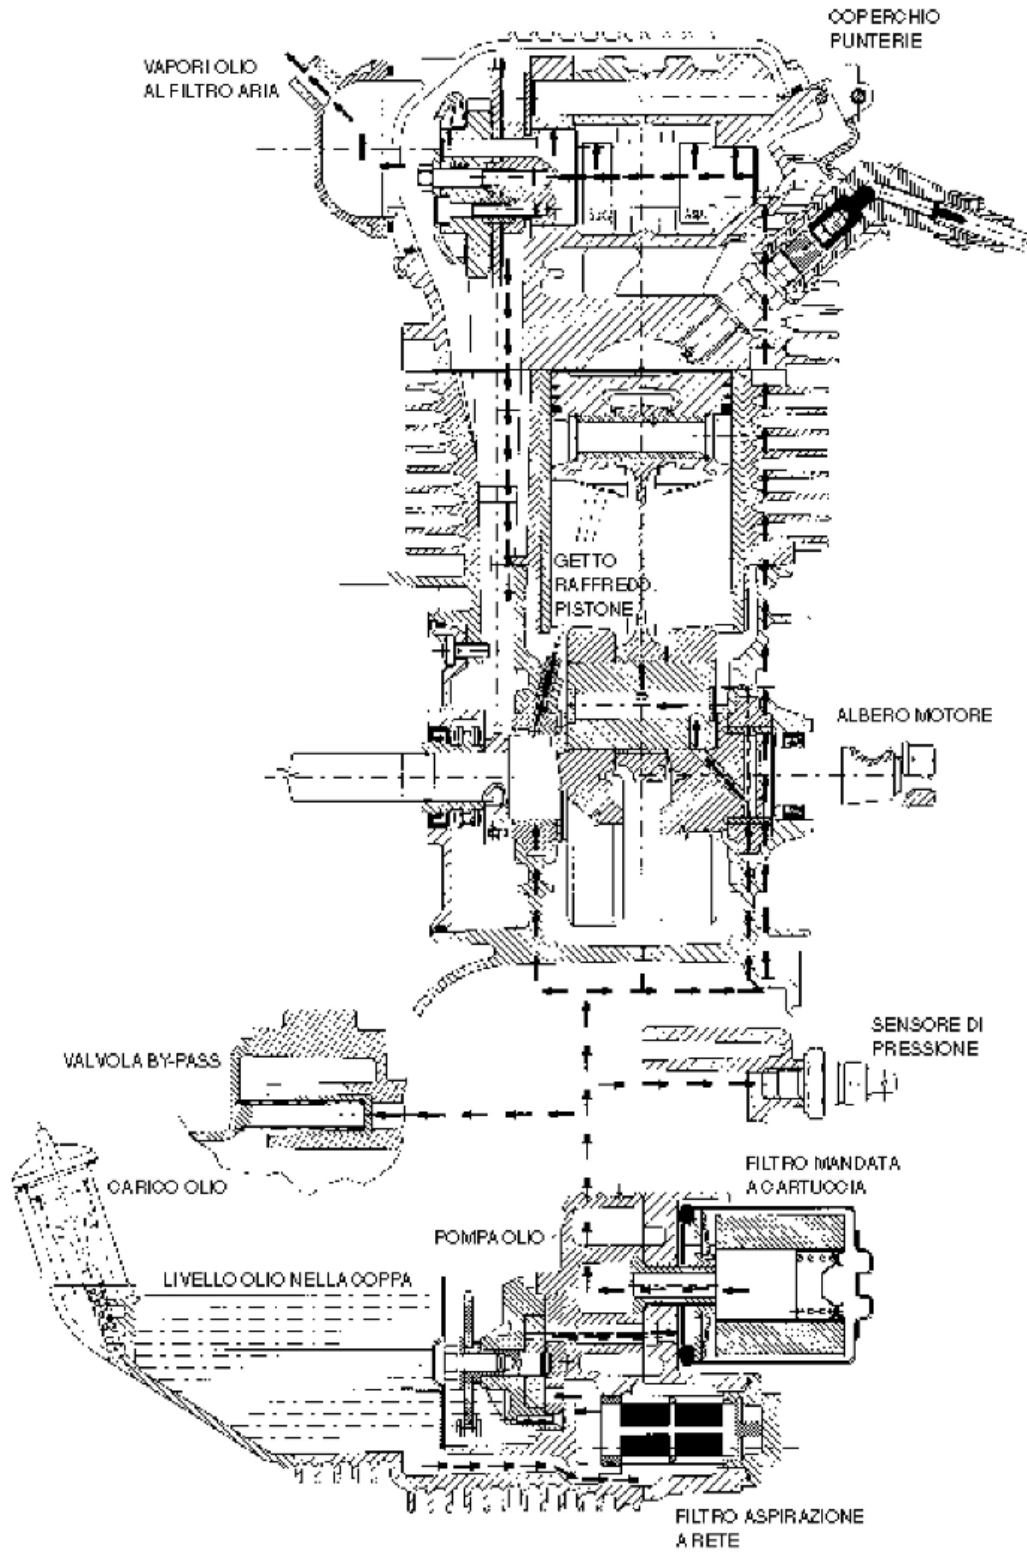 COPERCHIO
PUNTERIE
VAPORI OLIO
AL FILTRO ARIA
GETTO
RAFFREDO.
PISTONE
ALBERO MOTORE
SENSORE DI
PRESSIONE
VALVOLA BY-PASS
FILTRO MANDATA
A CARTUCCIA
CARICO OLIO
POMPA OLIO
LIVELLO OLIO NELLA COPPA
FILTRO ASPIRAZIONE
A RETE